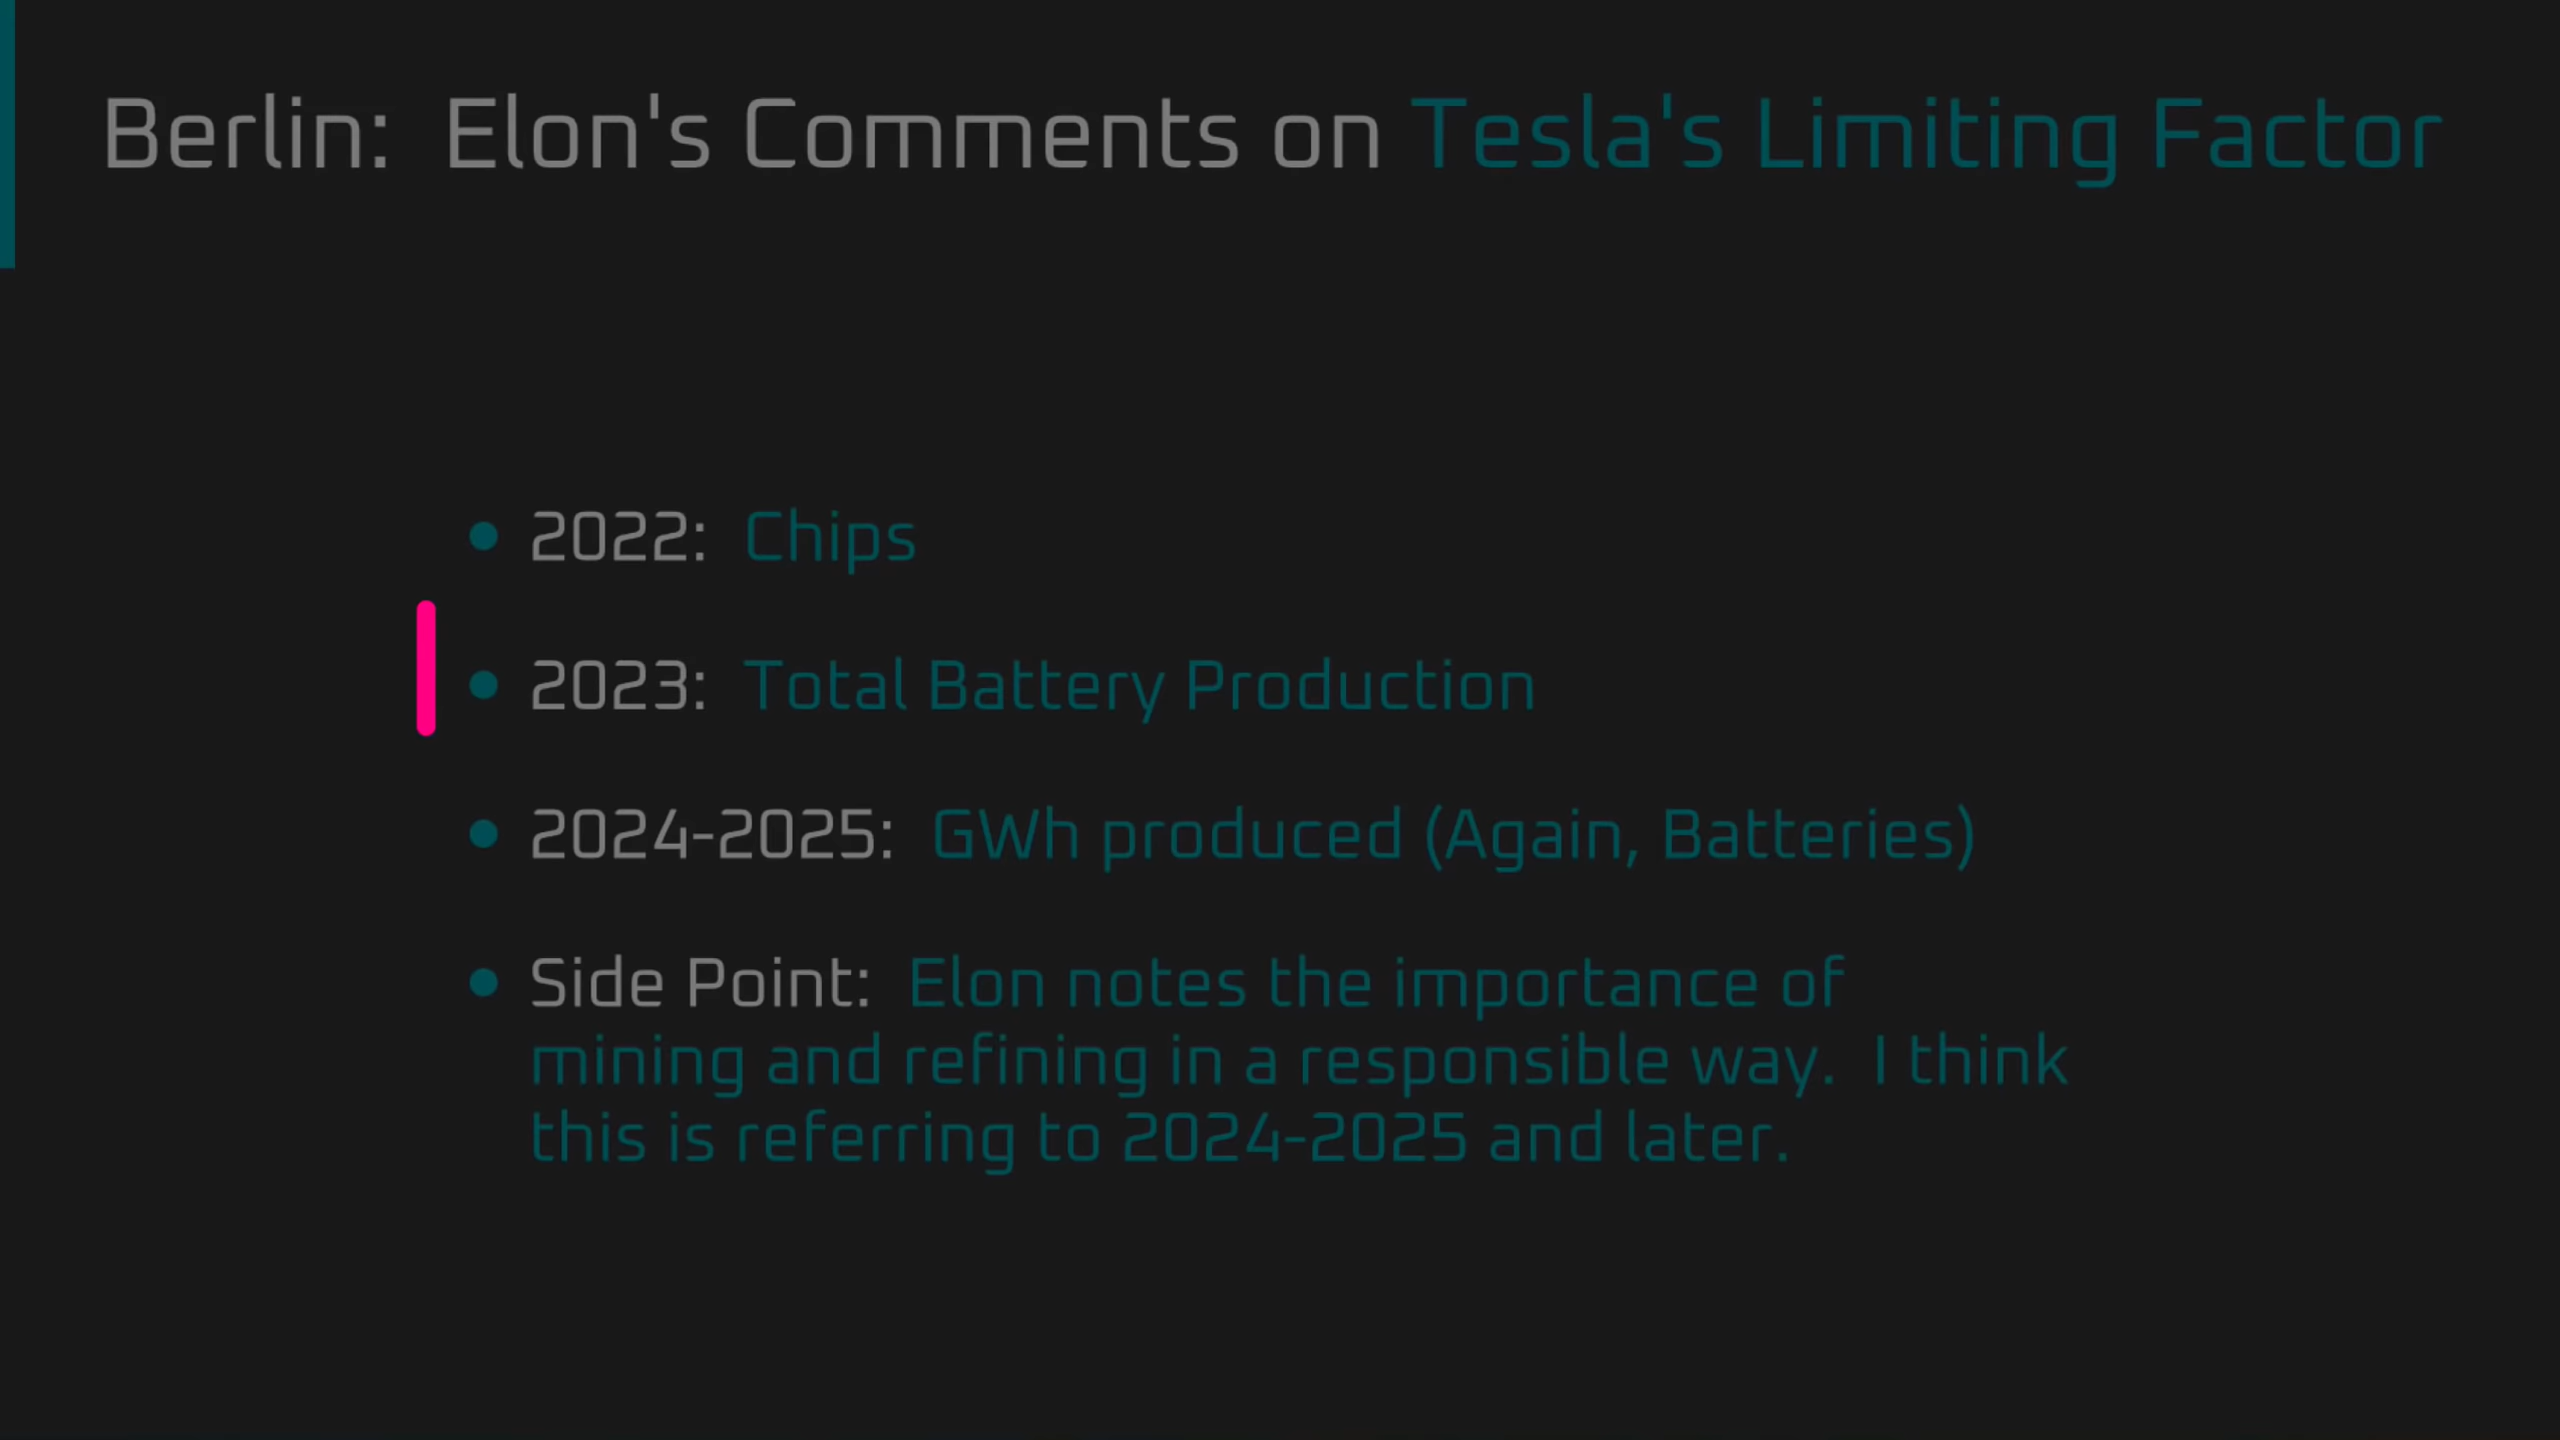 Berlin:  Elon's Comments on Tesla's Limiting Factor
2022:  Chips
2023:  Total Battery Production
2024-2025:  GWh produced (Again, Batteries)
Side Point:  Elon notes the importance of
mining and refining in a responsible way.  I think
this is referring to 2024-2025 and later.